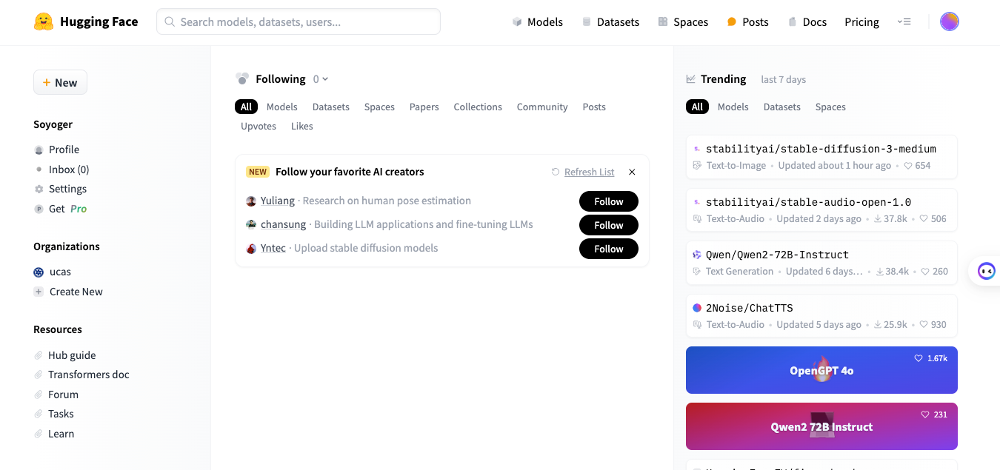 Hugging Face
Search models, datasets, users...
Models
Datasets
Spaces
Posts
Docs
Pricing
+ New
Soyoger
Profile
Inbox (0)
Settings
P Get Pro
Organizations
ucas
+ Create New
Resources
Hub guide
Transformers doc
Forum
Tasks
Learn
Following 0
All Models Datasets Spaces Papers Collections Community Posts
Upvotes Likes
NEW Follow your favorite AI creators Refresh List
Yuliang · Research on human pose estimation Follow
chansung · Building LLM applications and fine-tuning LLMs Follow
Yntec · Upload stable diffusion models Follow
Trending last 7 days
All Models Datasets Spaces
s. stabilityai/stable-diffusion-3-medium
Text-to-Image • Updated about 1 hour ago • 654
s. stabilityai/stable-audio-open-1.0
Text-to-Audio • Updated 2 days ago • 37.8k • 506
Qwen/Qwen2-72B-Instruct
Text Generation • Updated 6 days… • 38.4k • 260
2Noise/ChatTTS
Text-to-Audio • Updated 5 days ago • 25.9k • 930
1.67k
OpenGPT 4o
231
Qwen2 72B Instruct